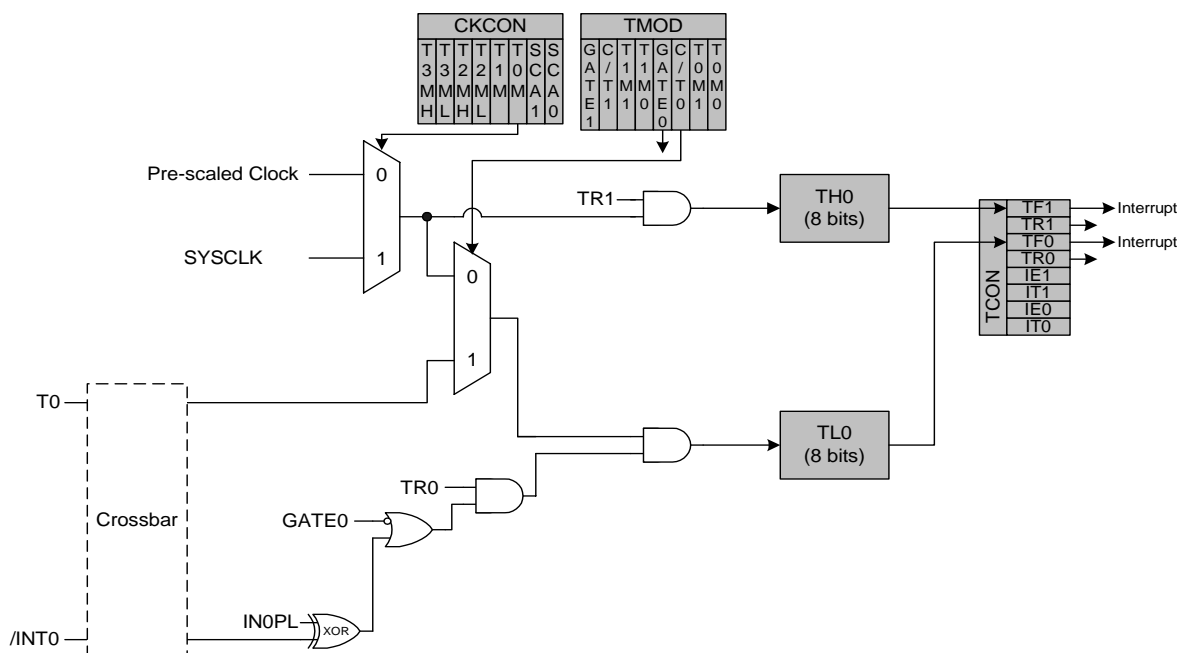 CKCON
T3MH
T3ML
T2MH
T2ML
T1M
T0M
SCA1
SCA0
TMOD
GATE1
C/T1
T1M1
T1M0
GATE0
C/T0
T0M1
T0M0
Pre-scaled Clock
0
SYSCLK
1
TR1
TH0
(8 bits)
TCON
TF1
TR1
TF0
TR0
IE1
IT1
IE0
IT0
Interrupt
Interrupt
0
1
T0
Crossbar
TL0
(8 bits)
TR0
GATE0
IN0PL
XOR
/INT0